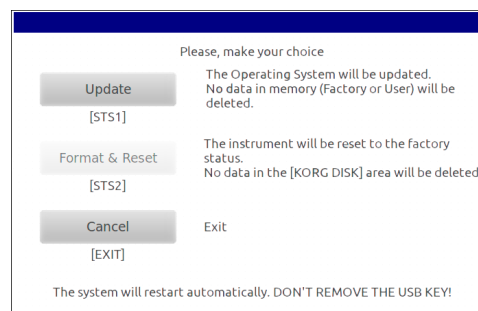 Please, make your choice
Update
[STS1]
The Operating System will be updated.
No data in memory (Factory or User) will be
deleted.
Format & Reset
[STS2]
The instrument will be reset to the factory
status.
No data in the [KORG DISK] area will be deleted
Cancel
[EXIT]
Exit
The system will restart automatically. DON'T REMOVE THE USB KEY!